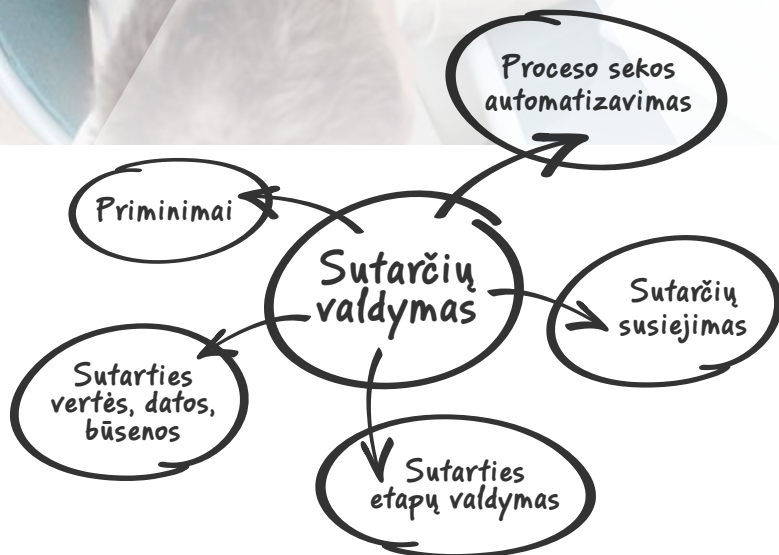 Proceso sekos
automatizavimas
Priminimai
Sutarčių
valdymas
Sutarčių
susiejimas
Sutarties
vertės, datos,
būsenos
Sutarties
etapų valdymas